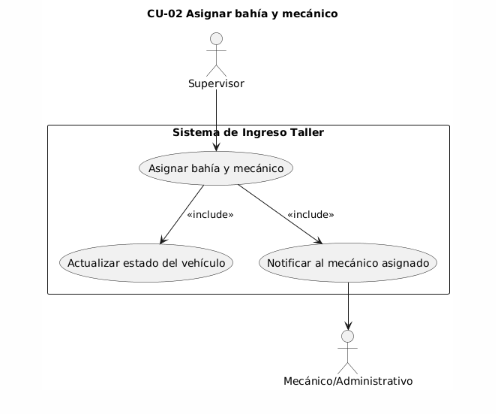 CU-02 Asignar bahía y mecánico
Supervisor
Sistema de Ingreso Taller
Asignar bahía y mecánico
«include»
«include»
Actualizar estado del vehículo
Notificar al mecánico asignado
Mecánico/Administrativo